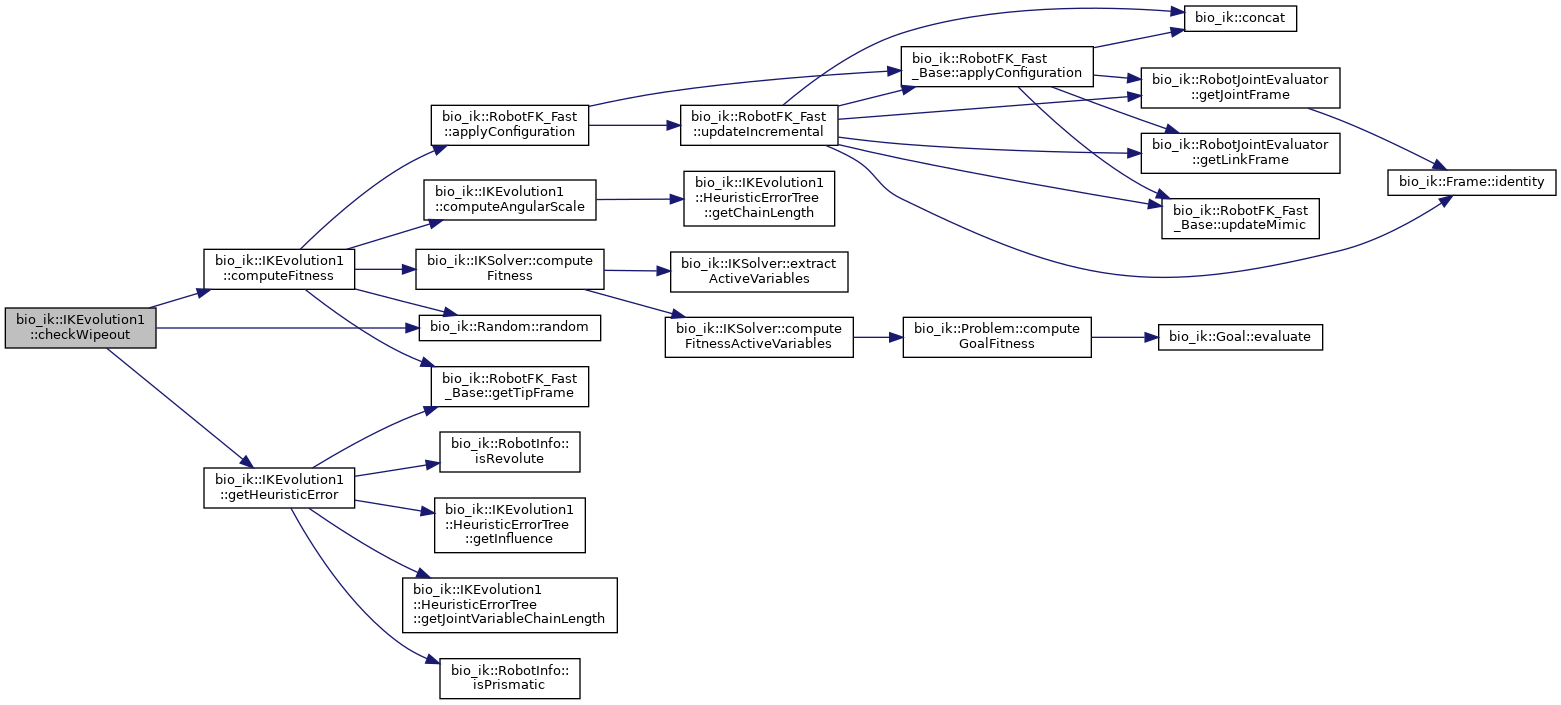 bio_ik::IKEvolution1
::checkWipeout
bio_ik::IKEvolution1
::computeFitness
bio_ik::IKEvolution1
::getHeuristicError
bio_ik::RobotFK_Fast
::applyConfiguration
bio_ik::IKEvolution1
::computeAngularScale
bio_ik::IKSolver::compute
Fitness
bio_ik::Random::random
bio_ik::RobotFK_Fast
_Base::getTipFrame
bio_ik::RobotInfo::
isRevolute
bio_ik::IKEvolution1
::HeuristicErrorTree
::getInfluence
bio_ik::IKEvolution1
::HeuristicErrorTree
::getJointVariableChainLength
bio_ik::RobotInfo::
isPrismatic
bio_ik::RobotFK_Fast
::updateIncremental
bio_ik::IKEvolution1
::HeuristicErrorTree
::getChainLength
bio_ik::IKSolver::extract
ActiveVariables
bio_ik::IKSolver::compute
FitnessActiveVariables
bio_ik::RobotFK_Fast
_Base::applyConfiguration
bio_ik::Problem::compute
GoalFitness
bio_ik::concat
bio_ik::RobotJointEvaluator
::getJointFrame
bio_ik::RobotJointEvaluator
::getLinkFrame
bio_ik::RobotFK_Fast
_Base::updateMimic
bio_ik::Goal::evaluate
bio_ik::Frame::identity